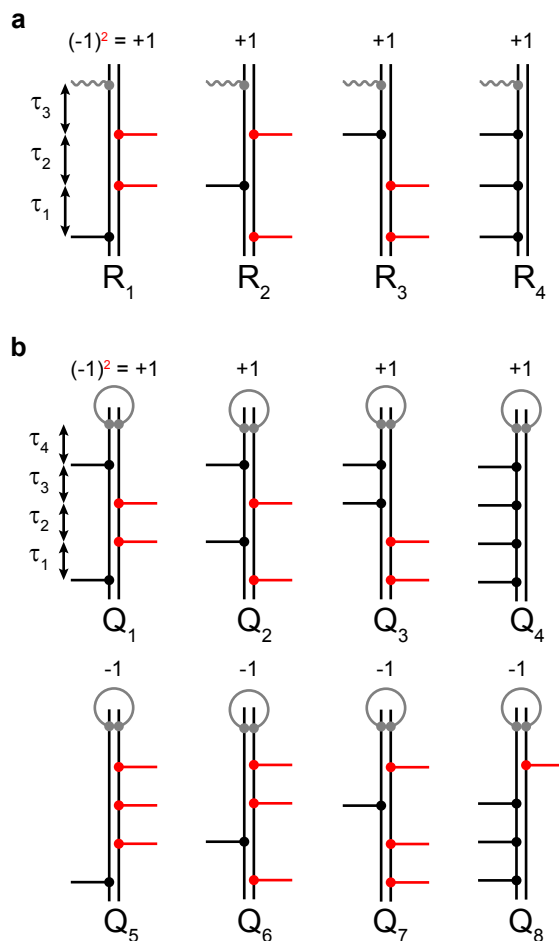 a
(-1)² = +1 +1 +1 +1
τ₃
τ₂
τ₁
R₁ R₂ R₃ R₄
b
(-1)² = +1 +1 +1 +1
τ₄
τ₃
τ₂
τ₁
Q₁ Q₂ Q₃ Q₄
-1 -1 -1 -1
Q₅ Q₆ Q₇ Q₈